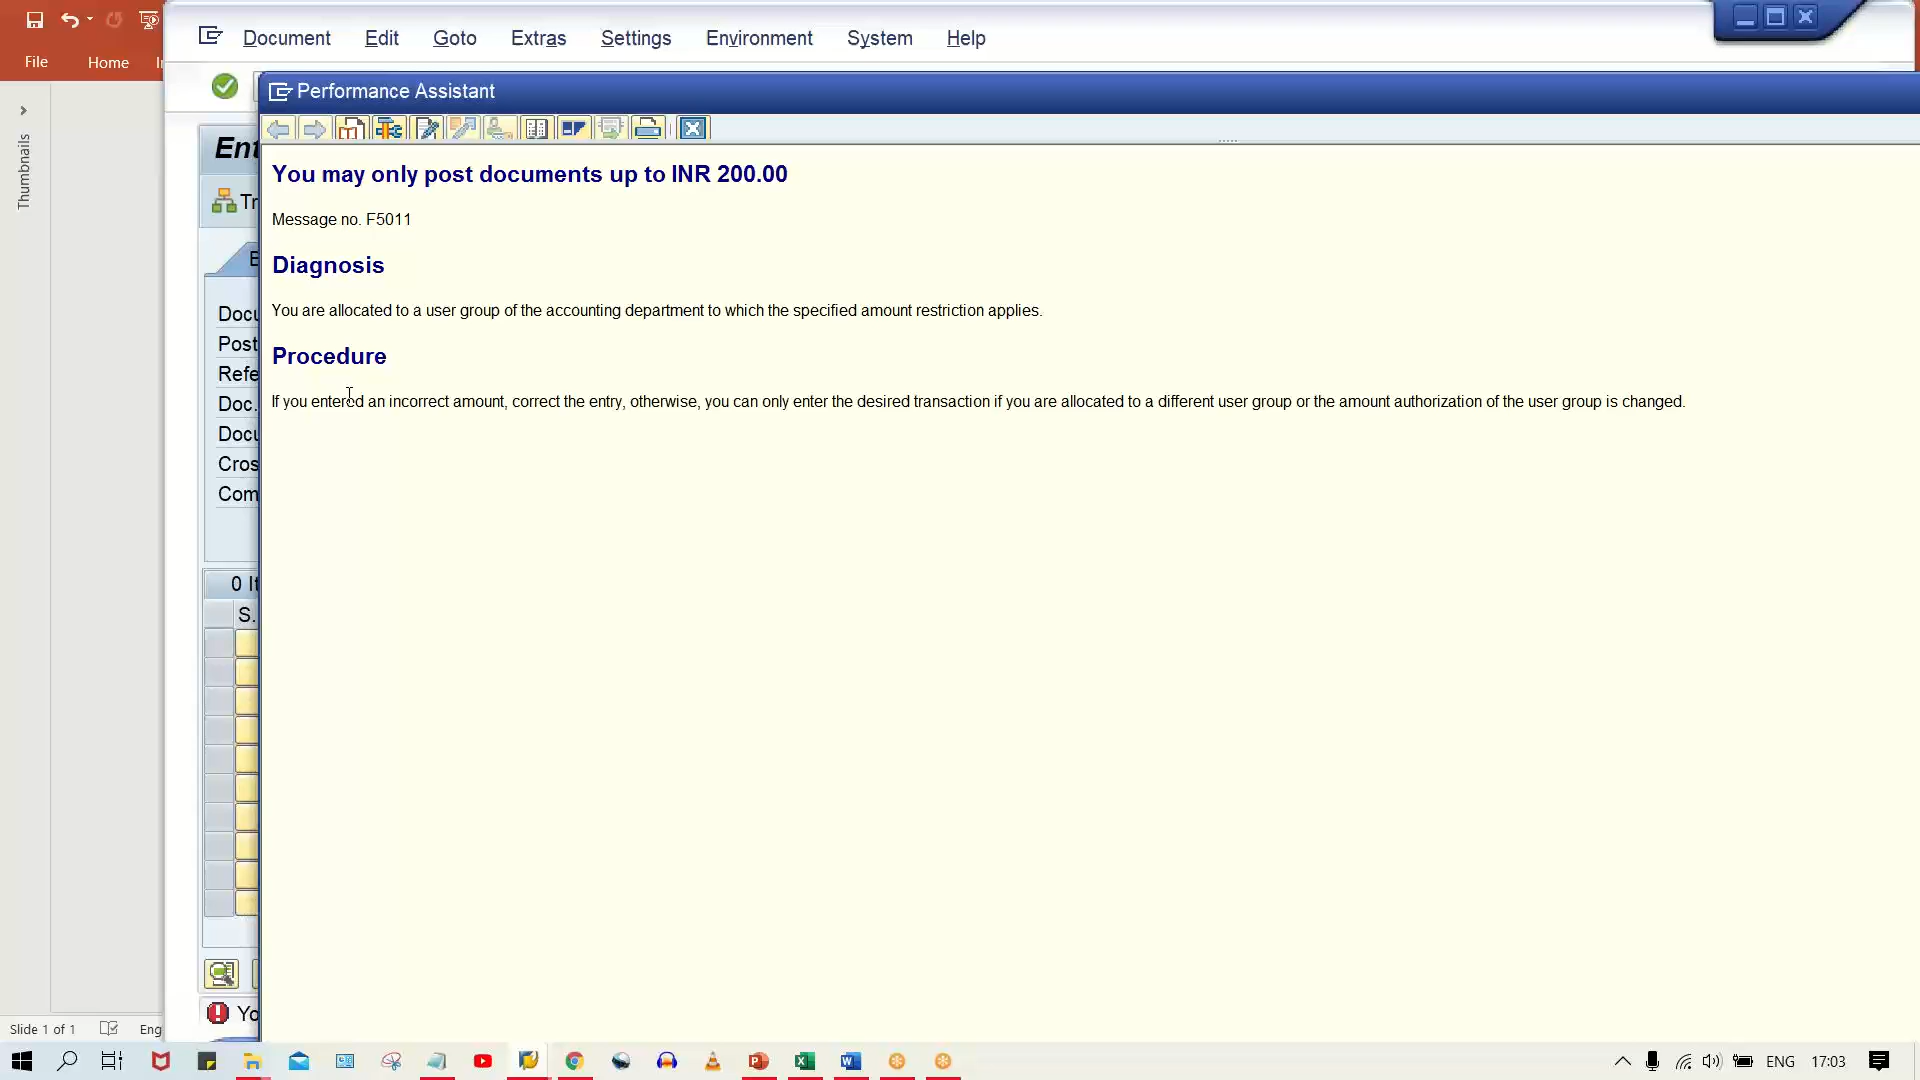 Document Edit Goto Extras Settings Environment System Help
File Home
Performance Assistant
Thumbnails
Ent
Tr
E
Docu
Post
Refe
Doc.
Docu
Cros
Com
0 It
S.
Yo
You may only post documents up to INR 200.00
Message no. F5011
Diagnosis
You are allocated to a user group of the accounting department to which the specified amount restriction applies.
Procedure
If you entered an incorrect amount, correct the entry, otherwise, you can only enter the desired transaction if you are allocated to a different user group or the amount authorization of the user group is changed.
Slide 1 of 1 Eng
ENG 17:03